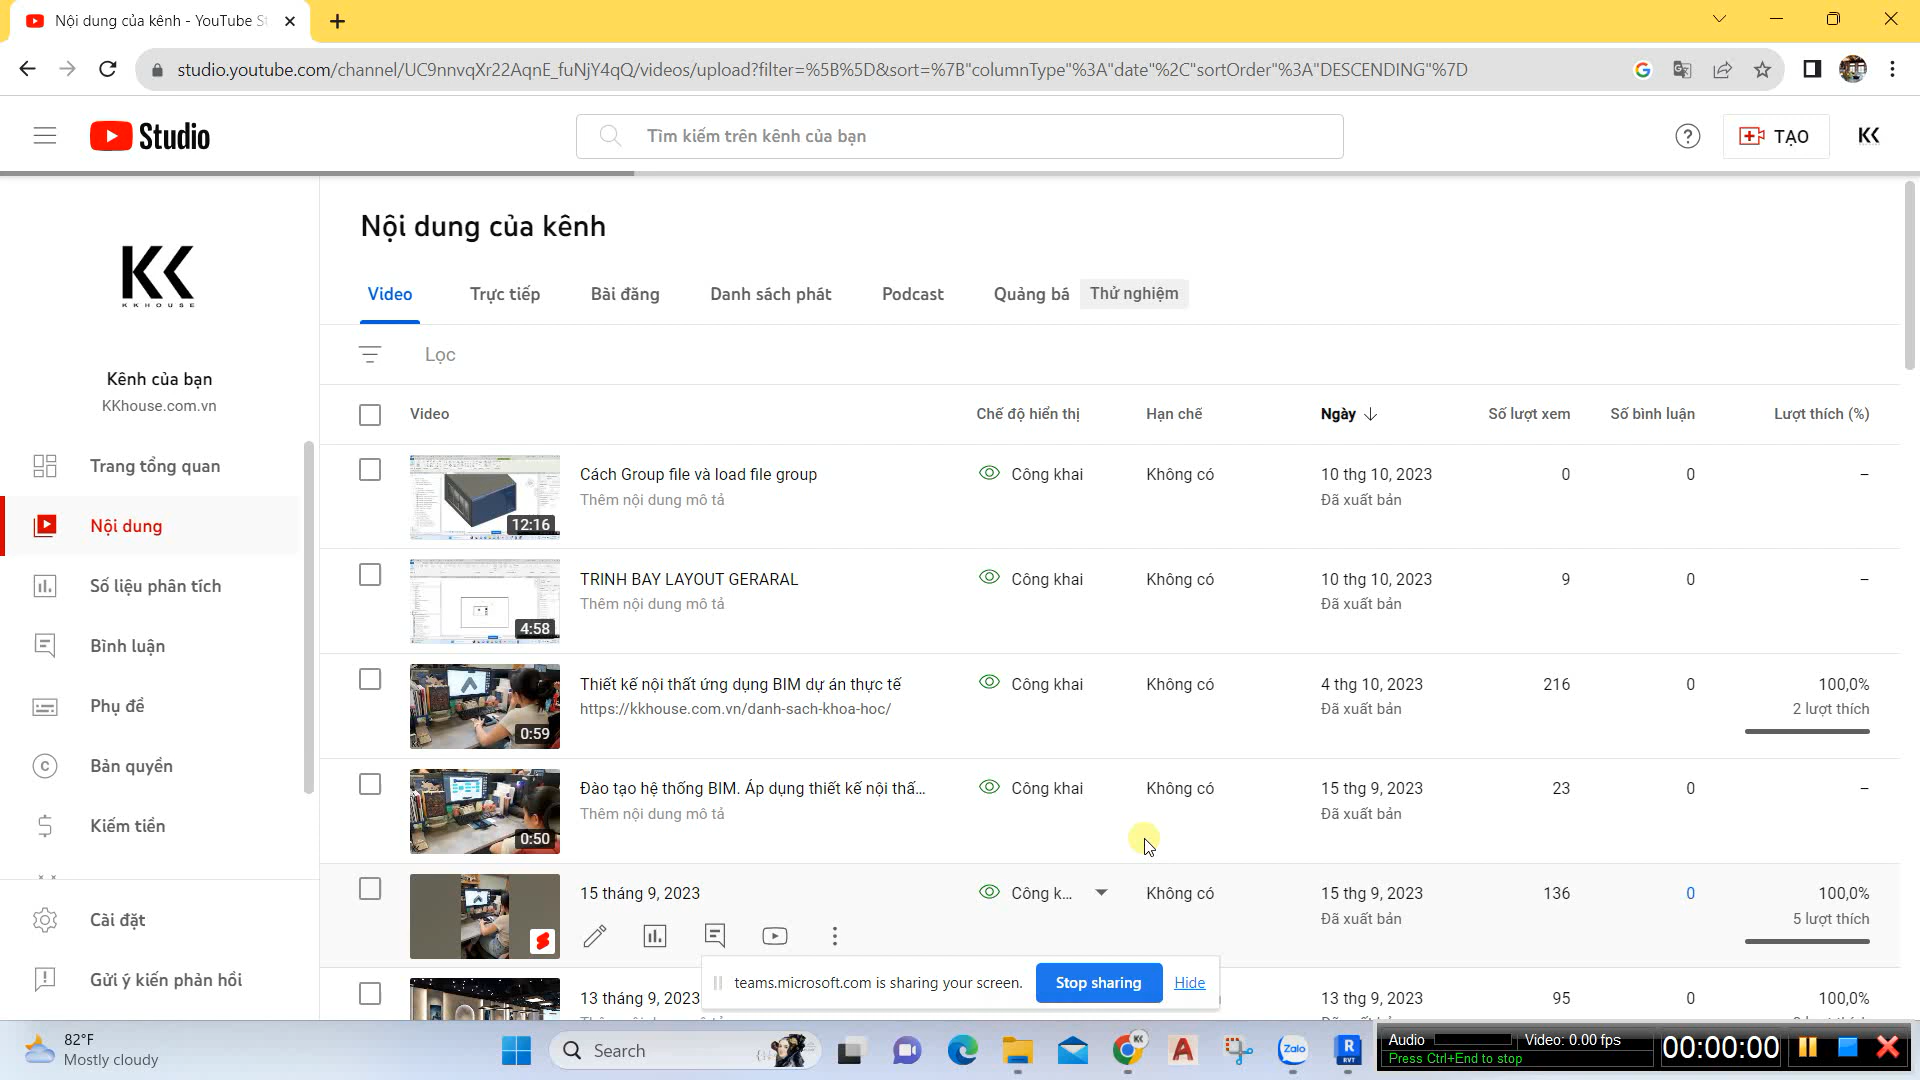 Nội dung của kênh - YouTube St
studio.youtube.com/channel/UC9nnvqXr22AqnE_fuNjY4qQ/videos/upload?filter=%5B%5D&sort=%7B"columnType"%3A"date"%2C"sortOrder"%3A"DESCENDING"%7D
Studio
Tìm kiếm trên kênh của bạn
TẠO
KK
KK
KKHOUSE
Kênh của bạn
KKhouse.com.vn
Trang tổng quan
Nội dung
Số liệu phân tích
Bình luận
Phụ đề
Bản quyền
Kiếm tiền
Cài đặt
Gửi ý kiến phản hồi
Nội dung của kênh
Video Trực tiếp Bài đăng Danh sách phát Podcast Quảng bá Thử nghiệm
Lọc
Video Chế độ hiển thị Hạn chế Ngày Số lượt xem Số bình luận Lượt thích (%)
Cách Group file và load file group Công khai Không có 10 thg 10, 2023 0 0 –
Thêm nội dung mô tả Đã xuất bản
12:16
TRINH BAY LAYOUT GERARAL Công khai Không có 10 thg 10, 2023 9 0 –
Thêm nội dung mô tả Đã xuất bản
4:58
Thiết kế nội thất ứng dụng BIM dự án thực tế Công khai Không có 4 thg 10, 2023 216 0 100,0%
https://kkhouse.com.vn/danh-sach-khoa-hoc/ Đã xuất bản 2 lượt thích
0:59
Đào tạo hệ thống BIM. Áp dụng thiết kế nội thấ... Công khai Không có 15 thg 9, 2023 23 0 –
Thêm nội dung mô tả Đã xuất bản
0:50
15 tháng 9, 2023 Công k... Không có 15 thg 9, 2023 136 0 100,0%
Đã xuất bản 5 lượt thích
13 tháng 9, 2023 13 thg 9, 2023 95 0 100,0%
teams.microsoft.com is sharing your screen. Stop sharing Hide
82°F
Mostly cloudy
Search
Zalo
R
RVT
Audio Video: 0.00 fps
Press Ctrl+End to stop
00:00:00